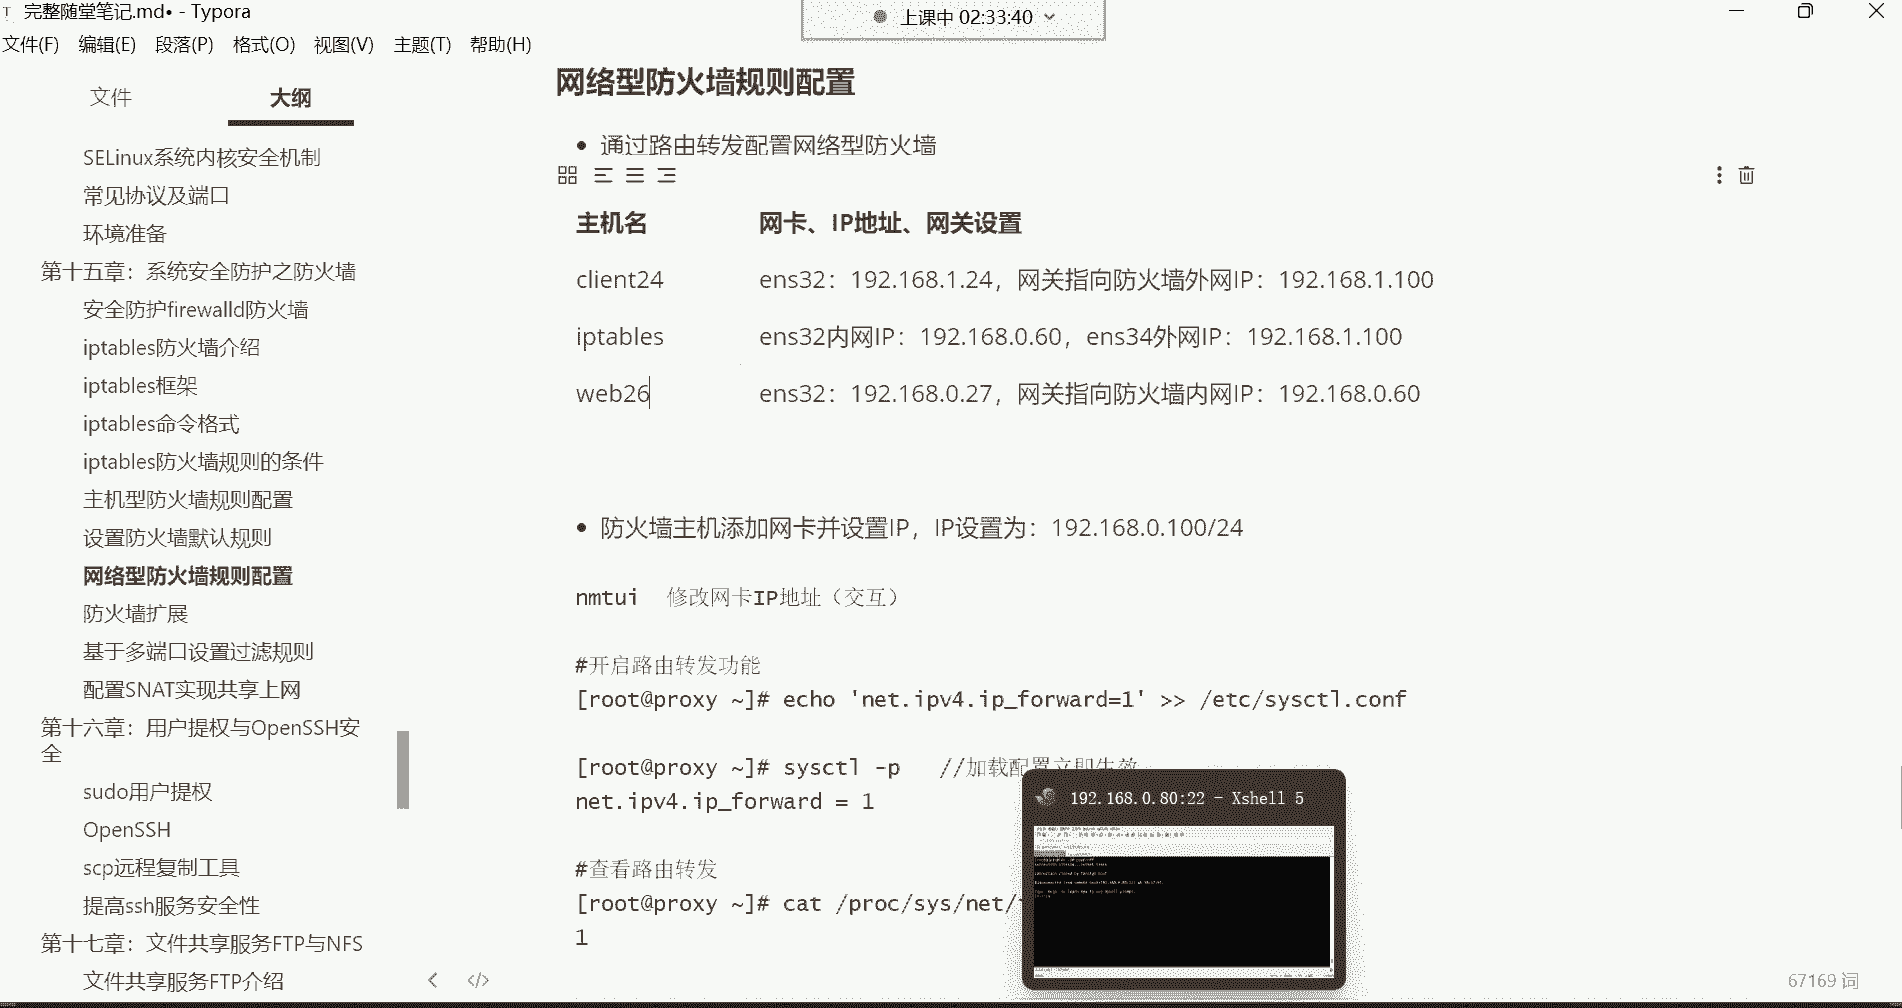 完整随堂笔记.md• - Typora
上课中 02:33:40
文件(F) 编辑(E) 段落(P) 格式(O) 视图(V) 主题(T) 帮助(H)
文件 大纲
SELinux系统内核安全机制
常见协议及端口
环境准备
第十五章：系统安全防护之防火墙
安全防护firewalld防火墙
iptables防火墙介绍
iptables框架
iptables命令格式
iptables防火墙规则的条件
主机型防火墙规则配置
设置防火墙默认规则
网络型防火墙规则配置
防火墙扩展
基于多端口设置过滤规则
配置SNAT实现共享上网
第十六章：用户提权与OpenSSH安
全
sudo用户提权
OpenSSH
scp远程复制工具
提高ssh服务安全性
第十七章：文件共享服务FTP与NFS
文件共享服务FTP介绍
网络型防火墙规则配置
• 通过路由转发配置网络型防火墙
主机名 网卡、IP地址、网关设置
client24 ens32：192.168.1.24，网关指向防火墙外网IP：192.168.1.100
iptables ens32内网IP：192.168.0.60，ens34外网IP：192.168.1.100
web26 ens32：192.168.0.27，网关指向防火墙内网IP：192.168.0.60
• 防火墙主机添加网卡并设置IP，IP设置为：192.168.0.100/24
nmtui 修改网卡IP地址（交互）
#开启路由转发功能
[root@proxy ~]# echo 'net.ipv4.ip_forward=1' >> /etc/sysctl.conf
[root@proxy ~]# sysctl -p //加载配置立即生效
net.ipv4.ip_forward = 1
#查看路由转发
[root@proxy ~]# cat /proc/sys/net/
1
192.168.0.80:22 - Xshell 5
67169 词